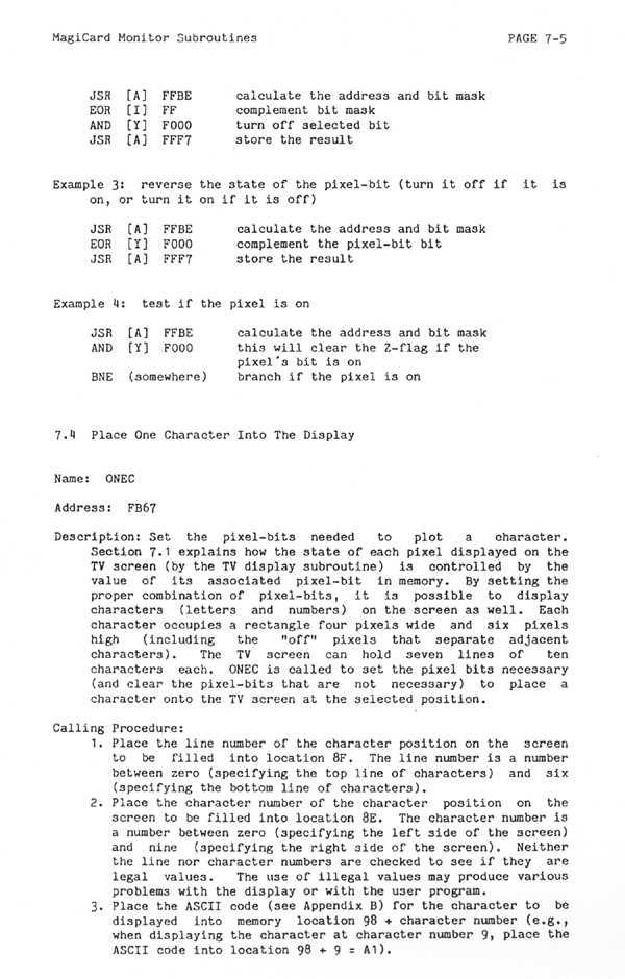 MagiCard Monitor Subroutines PAGE 7-5
JSR [A] FFBE calculate the address and bit mask
EOR [I] FF complement bit mask
AND [Y] F000 turn off selected bit
JSR [A] FFF7 store the result
Example 3: reverse the state of the pixel-bit (turn it off if it is
on, or turn it on if it is off)
JSR [A] FFBE calculate the address and bit mask
EOR [Y] F000 complement the pixel-bit bit
JSR [A] FFF7 store the result
Example 4: test if the pixel is on
JSR [A] FFBE calculate the address and bit mask
AND [Y] F000 this will clear the Z-flag if the
pixel's bit is on
BNE (somewhere) branch if the pixel is on
7.4 Place One Character Into The Display
Name: ONEC
Address: FB67
Description: Set the pixel-bits needed to plot a character.
Section 7.1 explains how the state of each pixel displayed on the
TV screen (by the TV display subroutine) is controlled by the
value of its associated pixel-bit in memory. By setting the
proper combination of pixel-bits, it is possible to display
characters (letters and numbers) on the screen as well. Each
character occupies a rectangle four pixels wide and six pixels
high (including the "off" pixels that separate adjacent
characters). The TV screen can hold seven lines of ten
characters each. ONEC is called to set the pixel bits necessary
(and clear the pixel-bits that are not necessary) to place a
character onto the TV screen at the selected position.
Calling Procedure:
1. Place the line number of the character position on the screen
to be filled into location 8F. The line number is a number
between zero (specifying the top line of characters) and six
(specifying the bottom line of characters).
2. Place the character number of the character position on the
screen to be filled into location 8E. The character number is
a number between zero (specifying the left side of the screen)
and nine (specifying the right side of the screen). Neither
the line nor character numbers are checked to see if they are
legal values. The use of illegal values may produce various
problems with the display or with the user program.
3. Place the ASCII code (see Appendix B) for the character to be
displayed into memory location 98 + character number (e.g.,
when displaying the character at character number 9, place the
ASCII code into location 98 + 9 = A1).